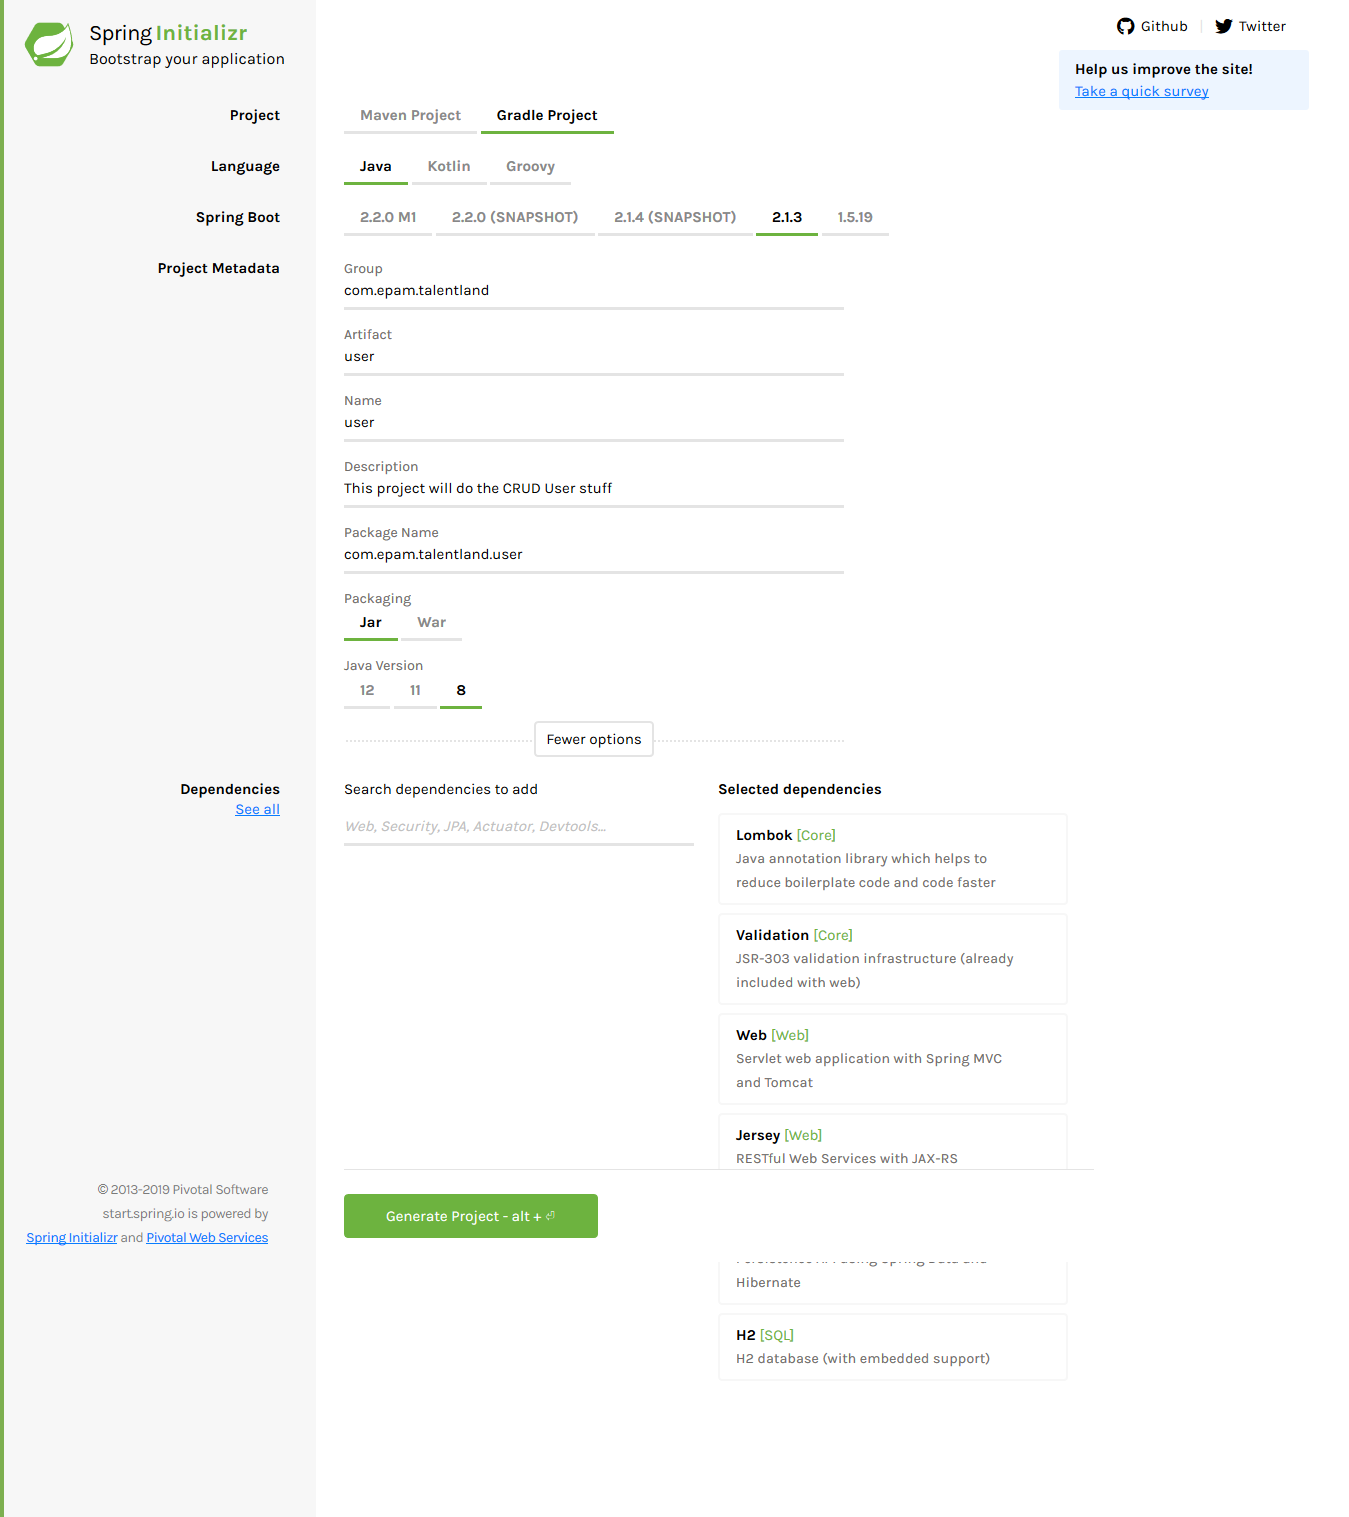 Spring Initializr
Bootstrap your application
Github
Twitter
Help us improve the site!
Take a quick survey
Project
Maven Project
Gradle Project
Language
Java
Kotlin
Groovy
Spring Boot
2.2.0 M1
2.2.0 (SNAPSHOT)
2.1.4 (SNAPSHOT)
2.1.3
1.5.19
Project Metadata
Group
com.epam.talentland
Artifact
user
Name
user
Description
This project will do the CRUD User stuff
Package Name
com.epam.talentland.user
Packaging
Jar
War
Java Version
12
11
8
Fewer options
Dependencies
See all
Search dependencies to add
Web, Security, JPA, Actuator, Devtools...
Selected dependencies
Lombok [Core]
Java annotation library which helps to
reduce boilerplate code and code faster
Validation [Core]
JSR-303 validation infrastructure (already
included with web)
Web [Web]
Servlet web application with Spring MVC
and Tomcat
Jersey [Web]
RESTful Web Services with JAX-RS
© 2013-2019 Pivotal Software
start.spring.io is powered by
Spring Initializr and Pivotal Web Services
Generate Project - alt + ⏎
Hibernate
H2 [SQL]
H2 database (with embedded support)